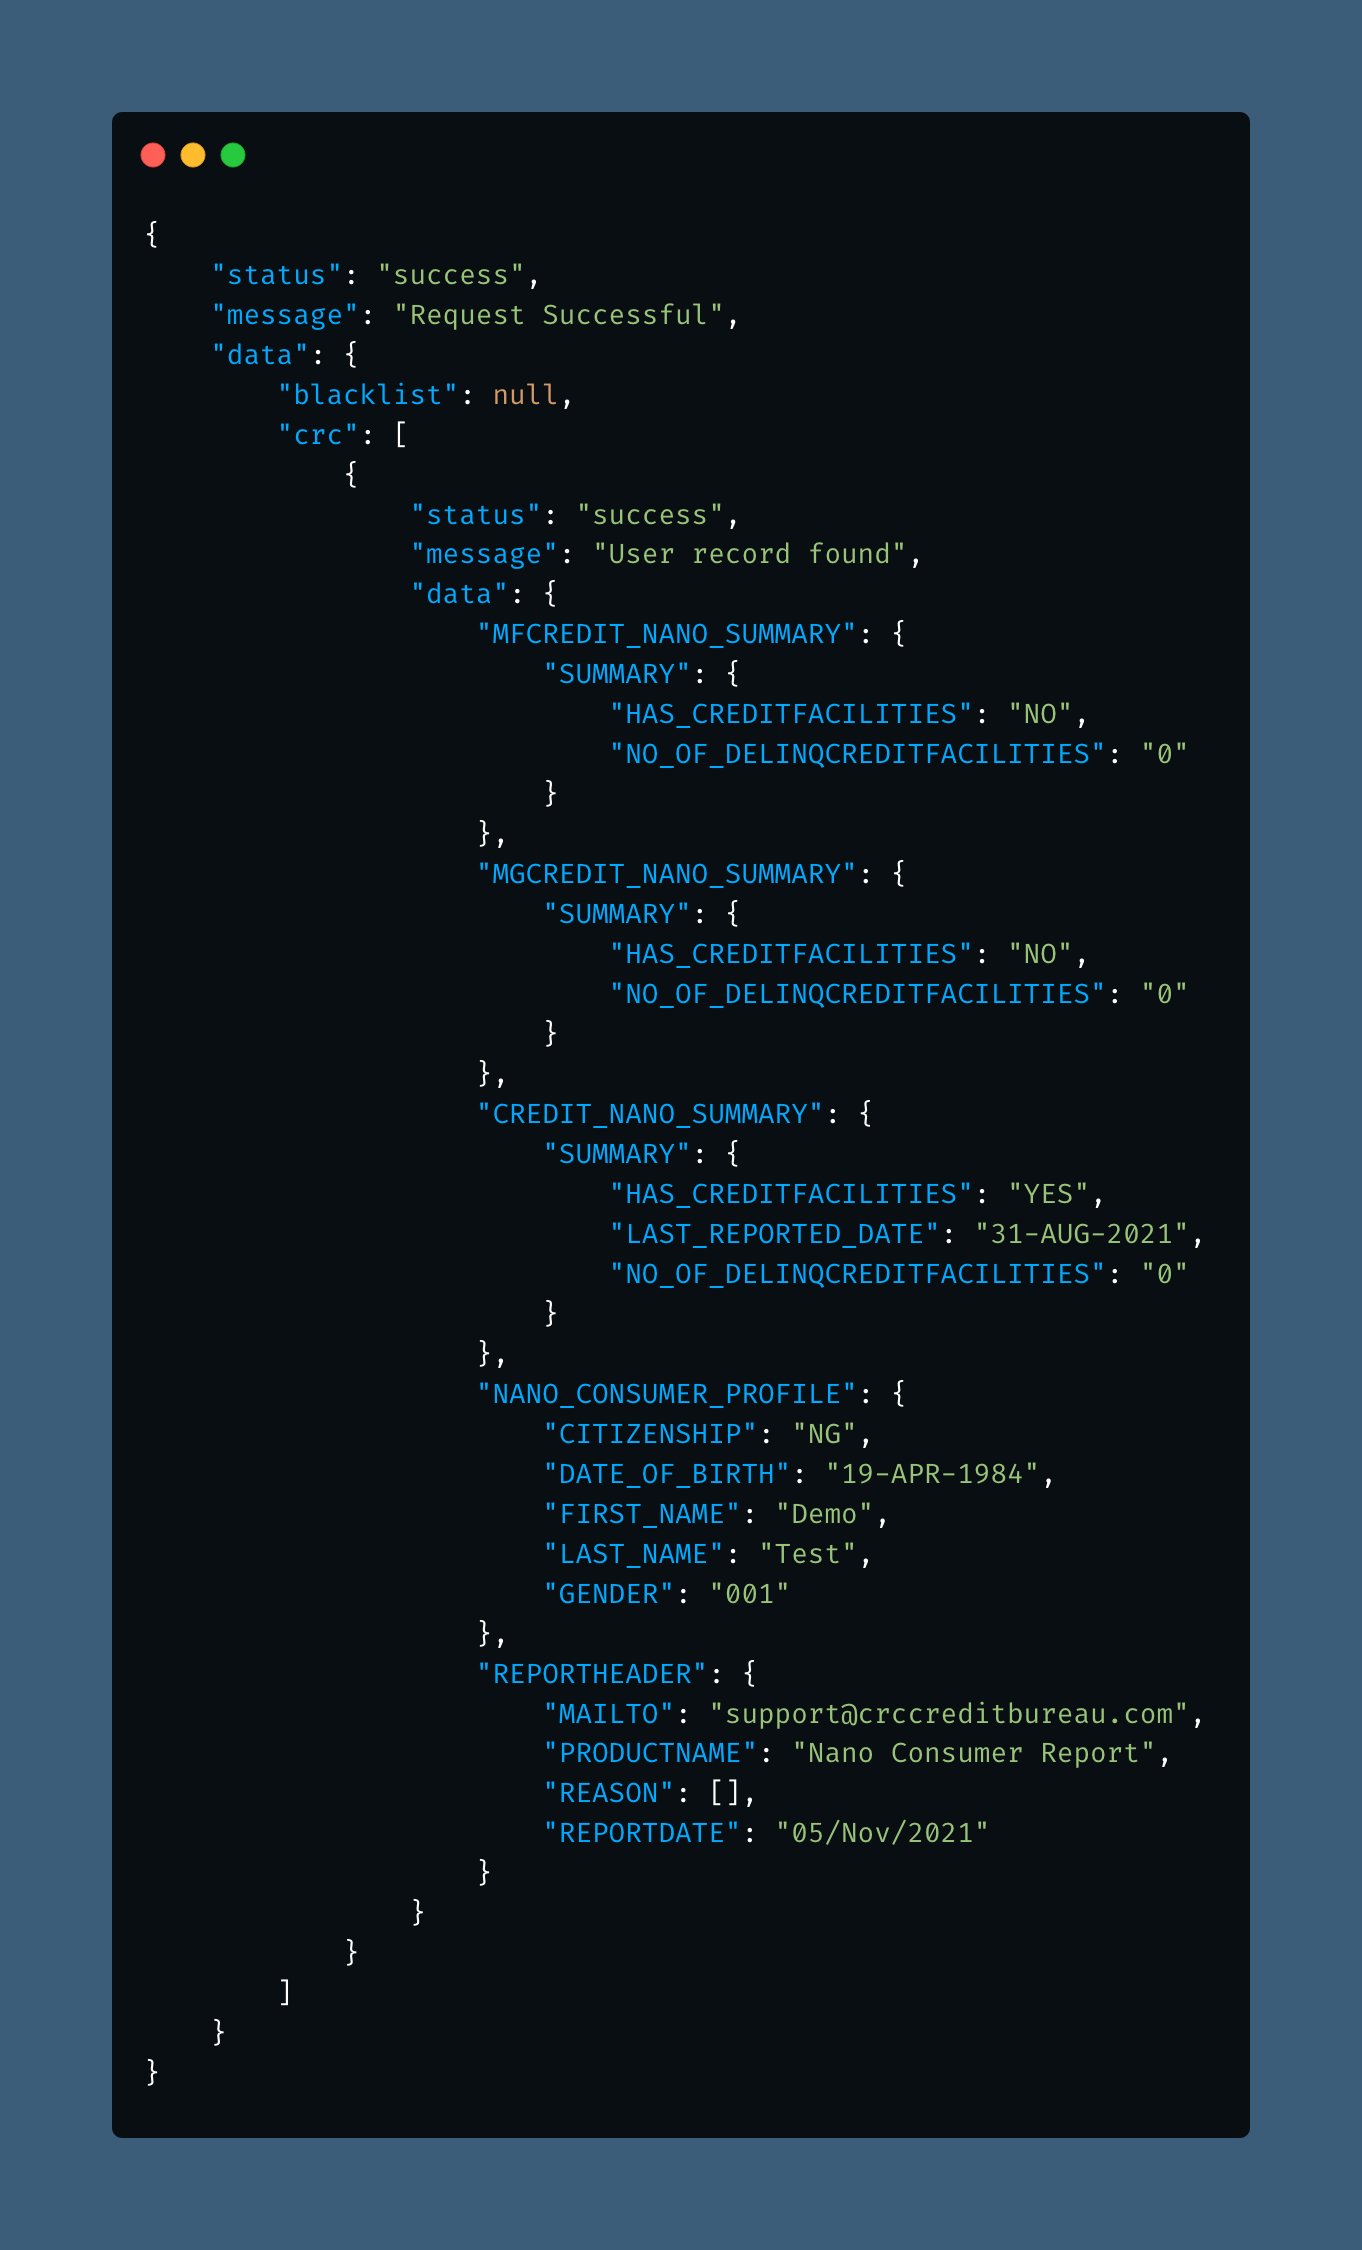 {
    "status": "success",
    "message": "Request Successful",
    "data": {
        "blacklist": null,
        "crc": [
            {
                "status": "success",
                "message": "User record found",
                "data": {
                    "MFCREDIT_NANO_SUMMARY": {
                        "SUMMARY": {
                            "HAS_CREDITFACILITIES": "NO",
                            "NO_OF_DELINQCREDITFACILITIES": "0"
                        }
                    },
                    "MGCREDIT_NANO_SUMMARY": {
                        "SUMMARY": {
                            "HAS_CREDITFACILITIES": "NO",
                            "NO_OF_DELINQCREDITFACILITIES": "0"
                        }
                    },
                    "CREDIT_NANO_SUMMARY": {
                        "SUMMARY": {
                            "HAS_CREDITFACILITIES": "YES",
                            "LAST_REPORTED_DATE": "31-AUG-2021",
                            "NO_OF_DELINQCREDITFACILITIES": "0"
                        }
                    },
                    "NANO_CONSUMER_PROFILE": {
                        "CITIZENSHIP": "NG",
                        "DATE_OF_BIRTH": "19-APR-1984",
                        "FIRST_NAME": "Demo",
                        "LAST_NAME": "Test",
                        "GENDER": "001"
                    },
                    "REPORTHEADER": {
                        "MAILTO": "support@crccreditbureau.com",
                        "PRODUCTNAME": "Nano Consumer Report",
                        "REASON": [],
                        "REPORTDATE": "05/Nov/2021"
                    }
                }
            }
        ]
    }
}